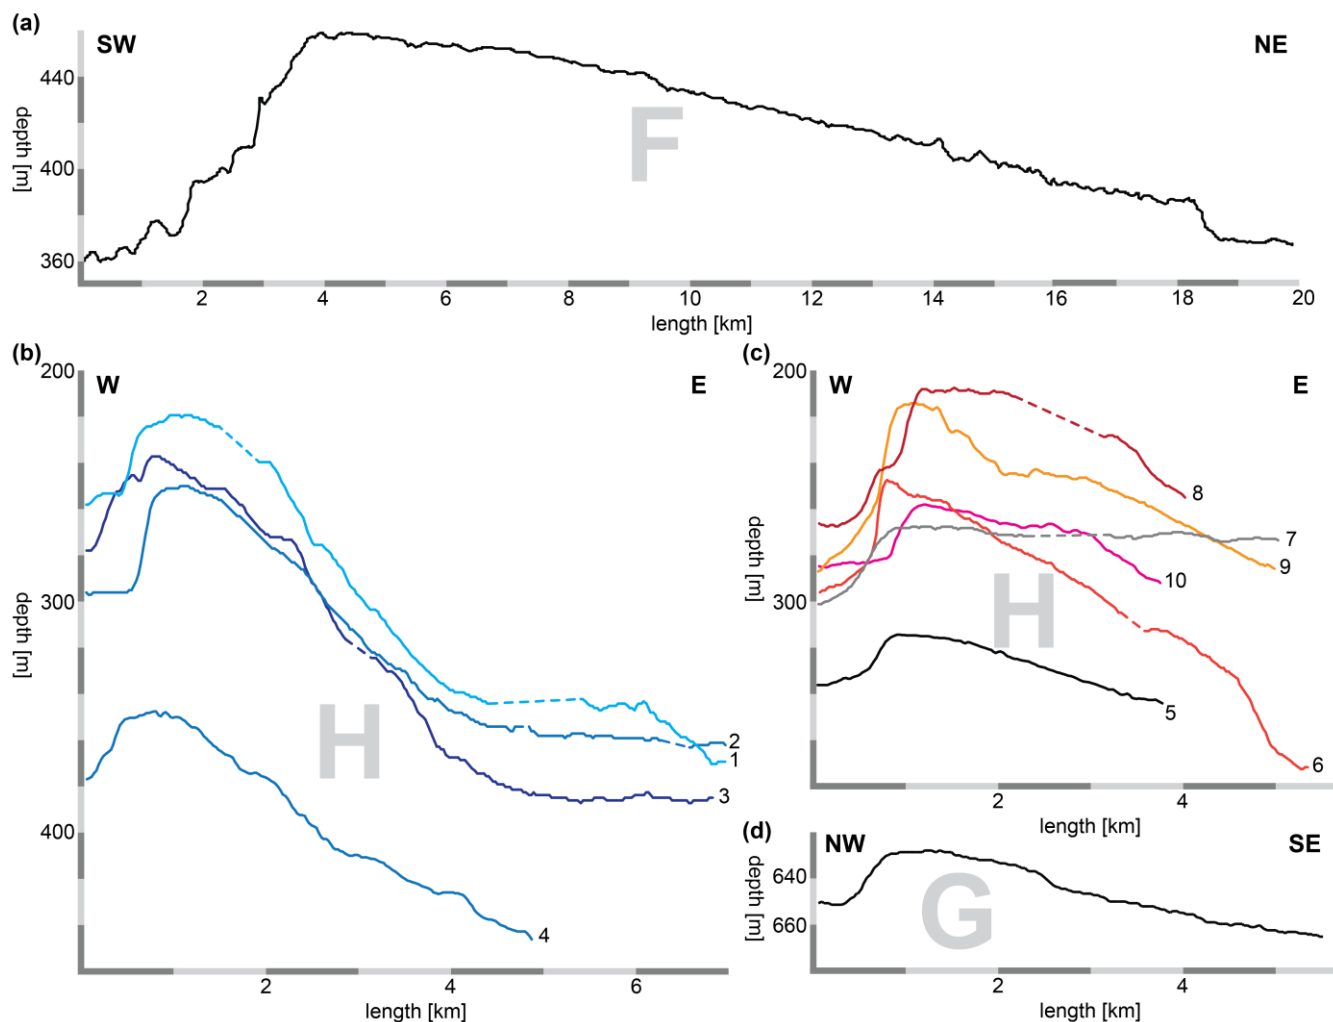 (a)
SW
NE
440
400
360
depth [m]
F
2 4 6 8 10 12 14 16 18 20
length [km]
(b)
W
E
200
300
400
depth [m]
H
2
1
3
4
2 4 6
length [km]
(c)
W
E
200
300
depth [m]
H
8
7
9
10
5
6
2 4
length [km]
(d)
NW
SE
640
660
depth [m]
G
2 4
length [km]